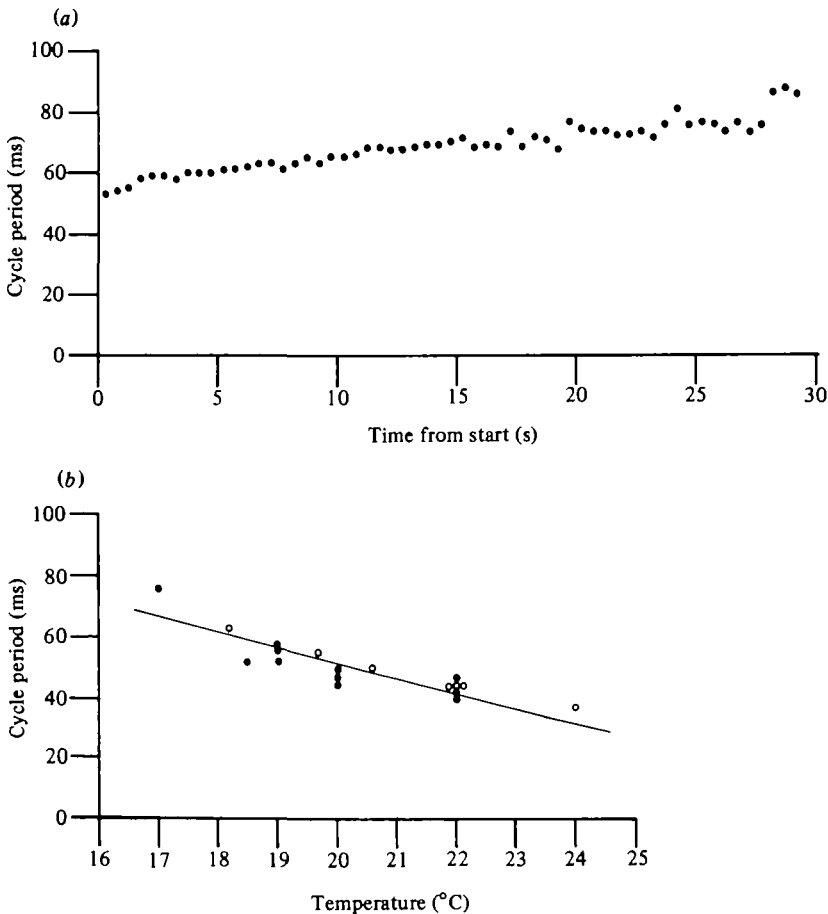 (a)
100
80
60
40
20
0
Cycle period (ms)
0 5 10 15 20 25 30
Time from start (s)
(b)
100
80
60
40
20
0
Cycle period (ms)
16 17 18 19 20 21 22 23 24 25
Temperature (°C)